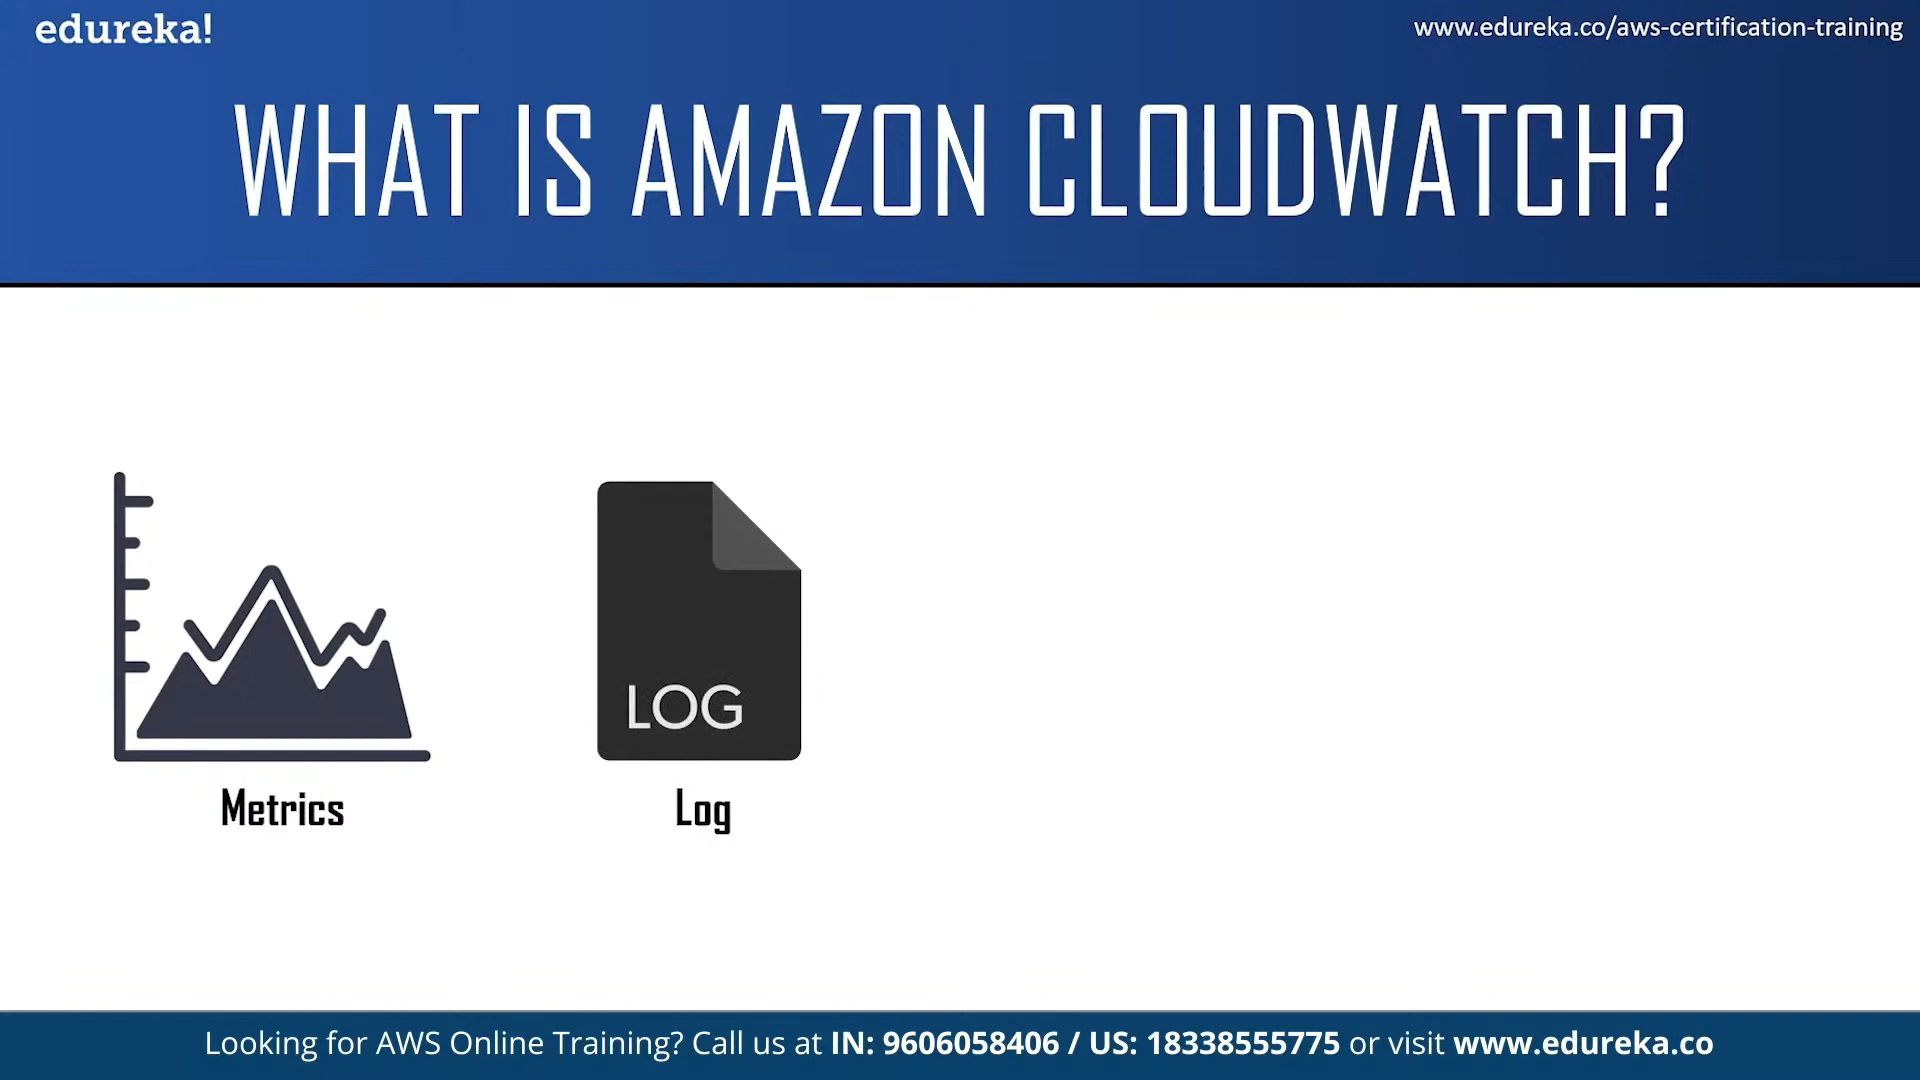 edureka!
www.edureka.co/aws-certification-training
WHAT IS AMAZON CLOUDWATCH?
LOG
Metrics
Log
Looking for AWS Online Training? Call us at IN: 9606058406 / US: 18338555775 or visit www.edureka.co